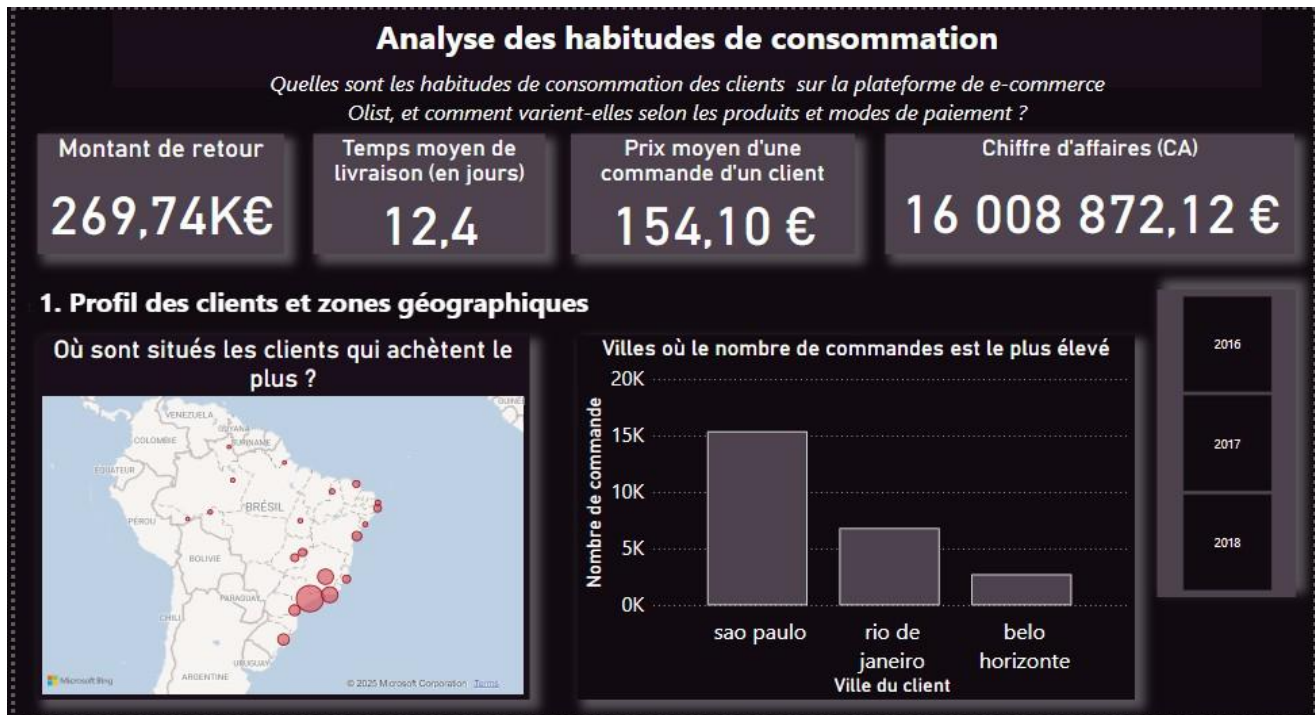 Analyse des habitudes de consommation
Quelles sont les habitudes de consommation des clients sur la plateforme de e-commerce
Olist, et comment varient-elles selon les produits et modes de paiement ?
Montant de retour
269,74K€
Temps moyen de
livraison (en jours)
12,4
Prix moyen d'une
commande d'un client
154,10 €
Chiffre d'affaires (CA)
16 008 872,12 €
1. Profil des clients et zones géographiques
Où sont situés les clients qui achètent le
plus ?
VENEZUELA
GUYANA
SURINAME
COLOMBIE
ÉQUATEUR
BRÉSIL
PÉROU
BOLIVIE
PARAGUAY
CHILI
URUGUAY
ARGENTINE
Microsoft Bing
© 2025 Microsoft Corporation Terms
Villes où le nombre de commandes est le plus élevé
Nombre de commande
20K
15K
10K
5K
0K
sao paulo
rio de
janeiro
belo
horizonte
Ville du client
2016
2017
2018